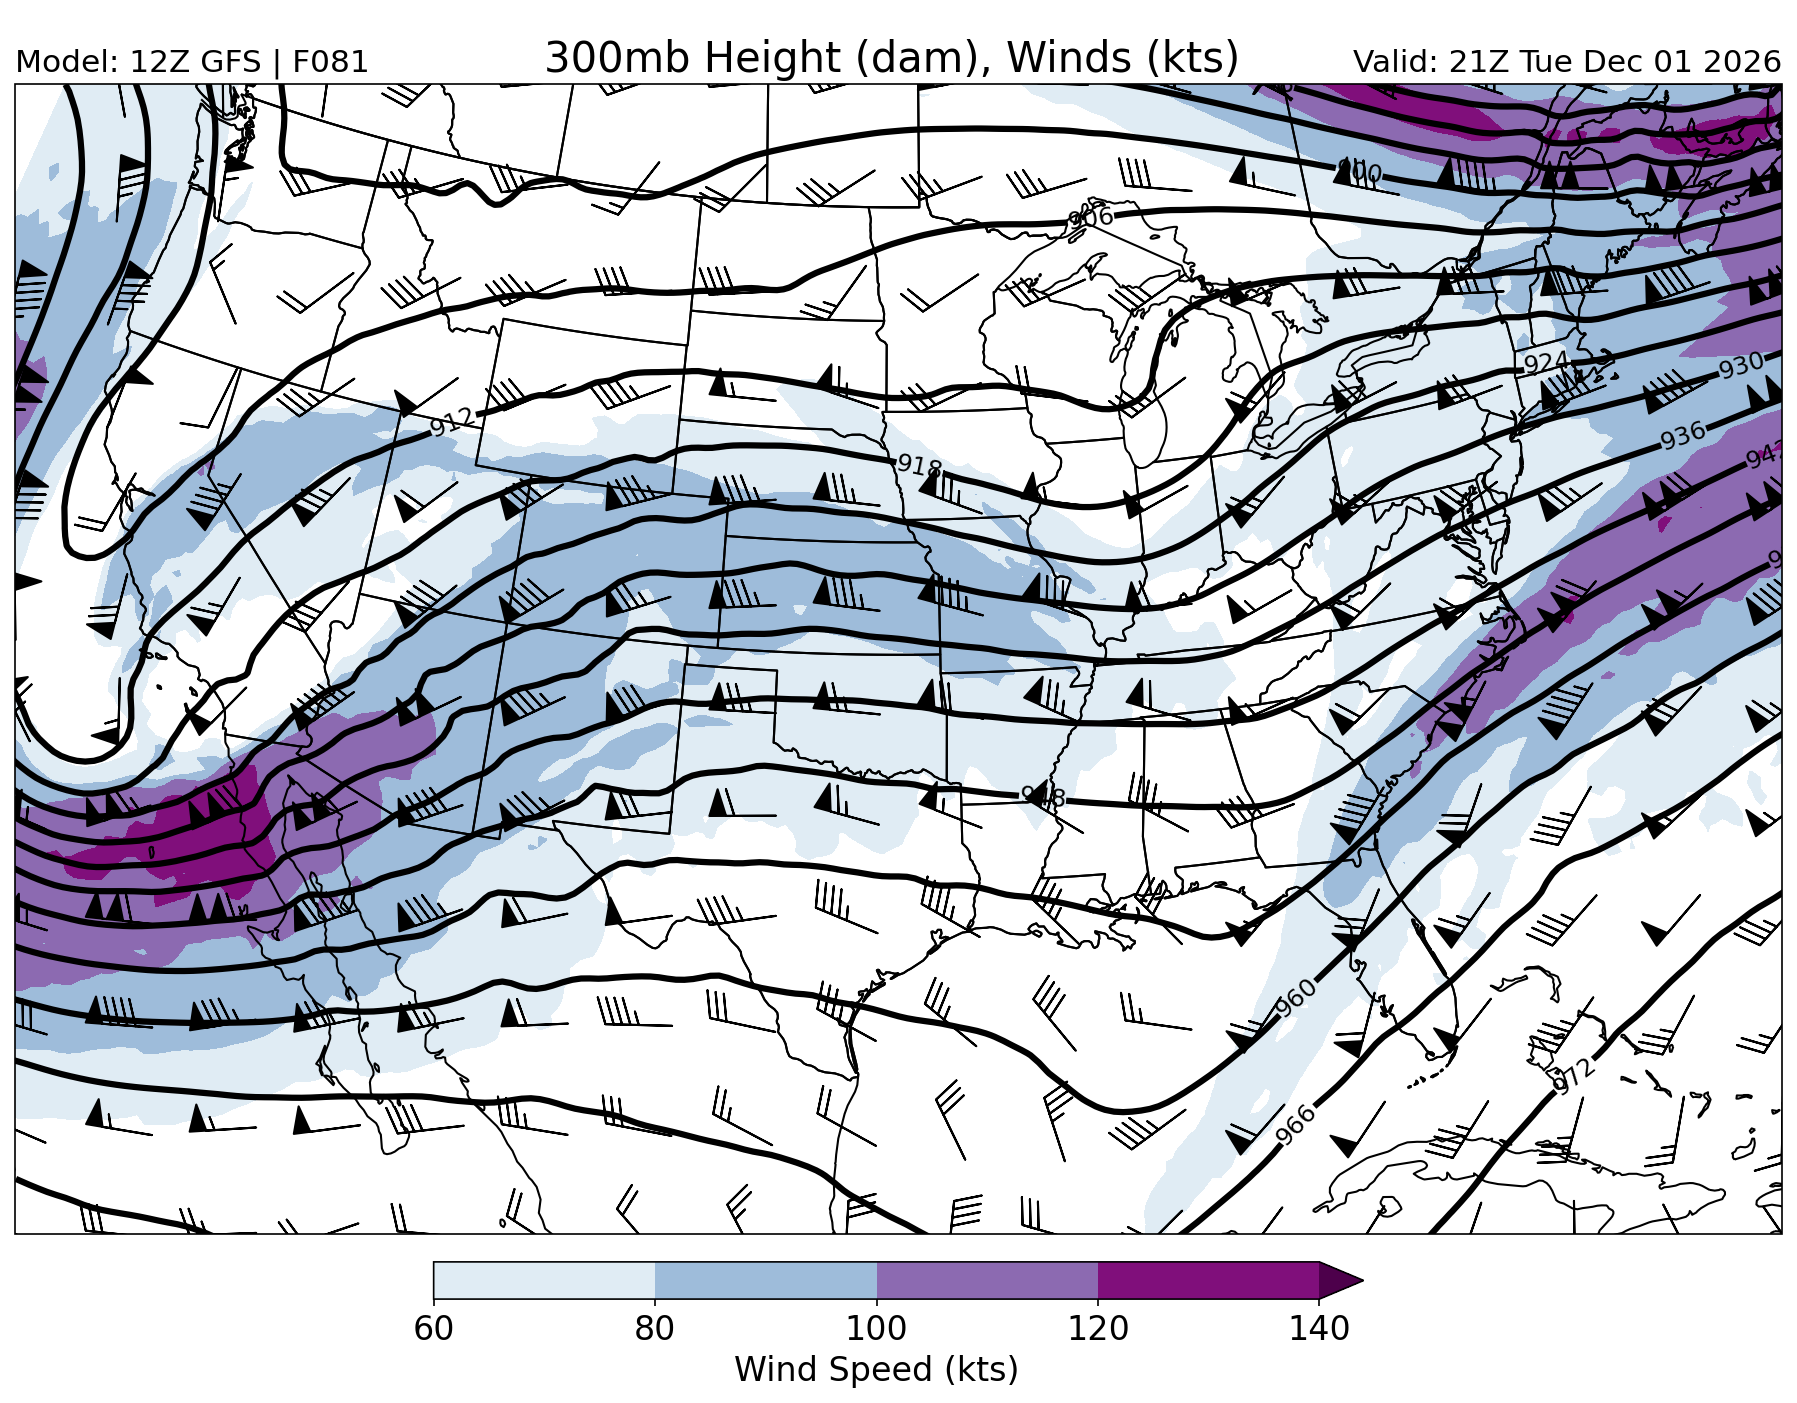 Model: 12Z GFS | F081
300mb Height (dam), Winds (kts)
Valid: 21Z Tue Dec 01 2026
900
906
912
918
924
930
936
942
948
960
966
972
60 80 100 120 140
Wind Speed (kts)